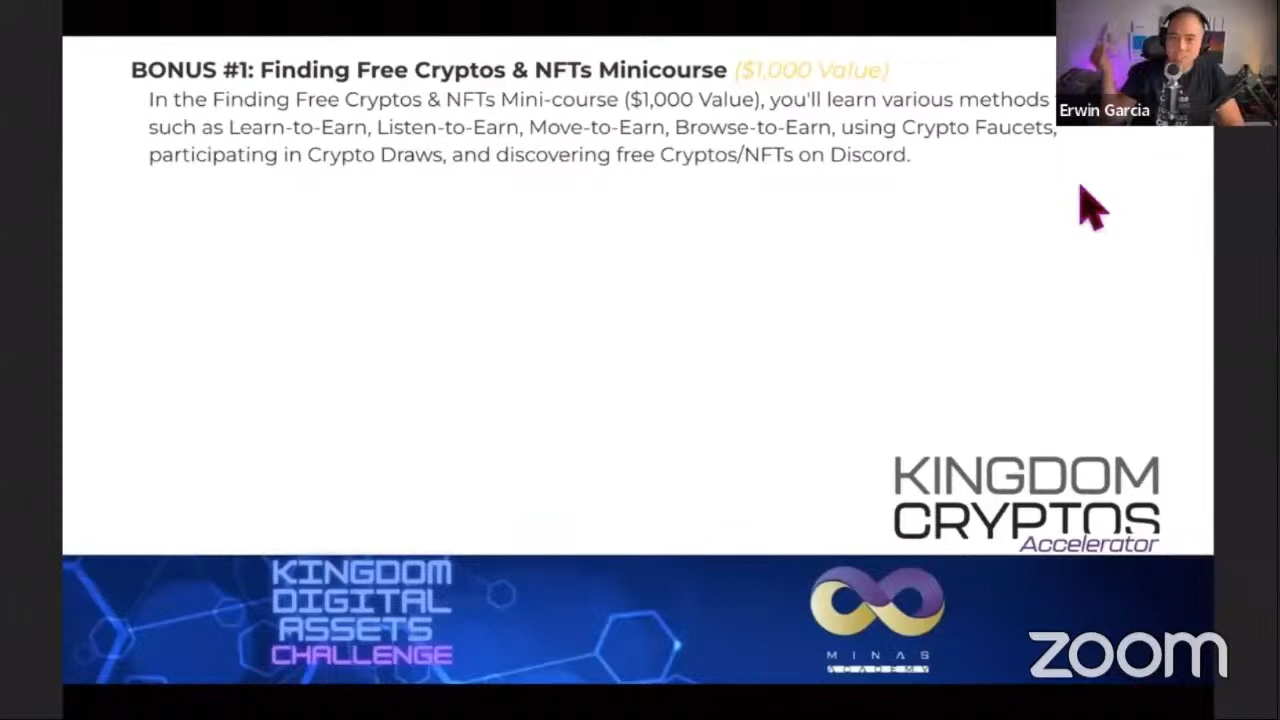 BONUS #1: Finding Free Cryptos & NFTs Minicourse ($1,000 Value)
In the Finding Free Cryptos & NFTs Mini-course ($1,000 Value), you'll learn various methods
such as Learn-to-Earn, Listen-to-Earn, Move-to-Earn, Browse-to-Earn, using Crypto Faucets,
participating in Crypto Draws, and discovering free Cryptos/NFTs on Discord.
Erwin Garcia
KINGDOM
CRYPTOS
Accelerator
KINGDOM
DIGITAL
ASSETS
CHALLENGE
MINAS
ACADEMY
zoom